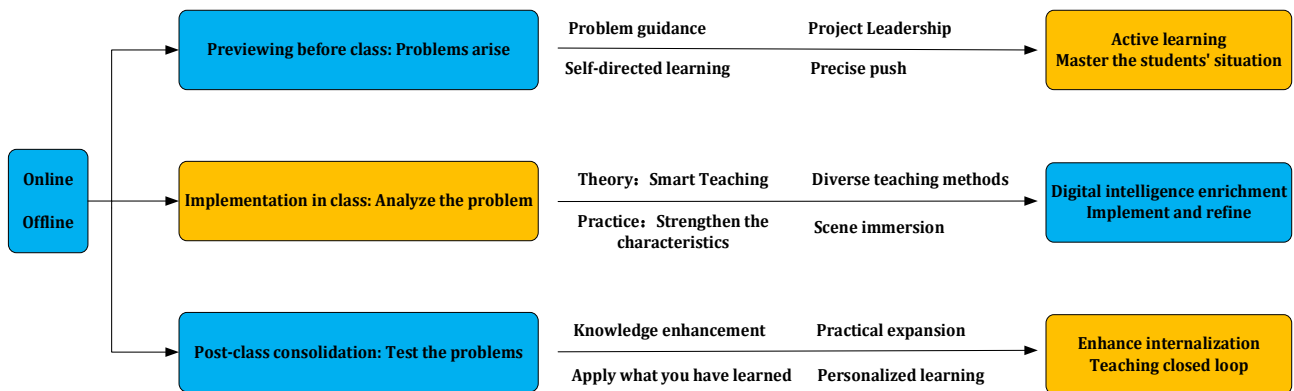 Online
Offline
Previewing before class: Problems arise
Problem guidance
Project Leadership
Self-directed learning
Precise push
Active learning
Master the students' situation
Implementation in class: Analyze the problem
Theory：Smart Teaching
Diverse teaching methods
Practice：Strengthen the
characteristics
Scene immersion
Digital intelligence enrichment
Implement and refine
Post-class consolidation: Test the problems
Knowledge enhancement
Practical expansion
Apply what you have learned
Personalized learning
Enhance internalization
Teaching closed loop